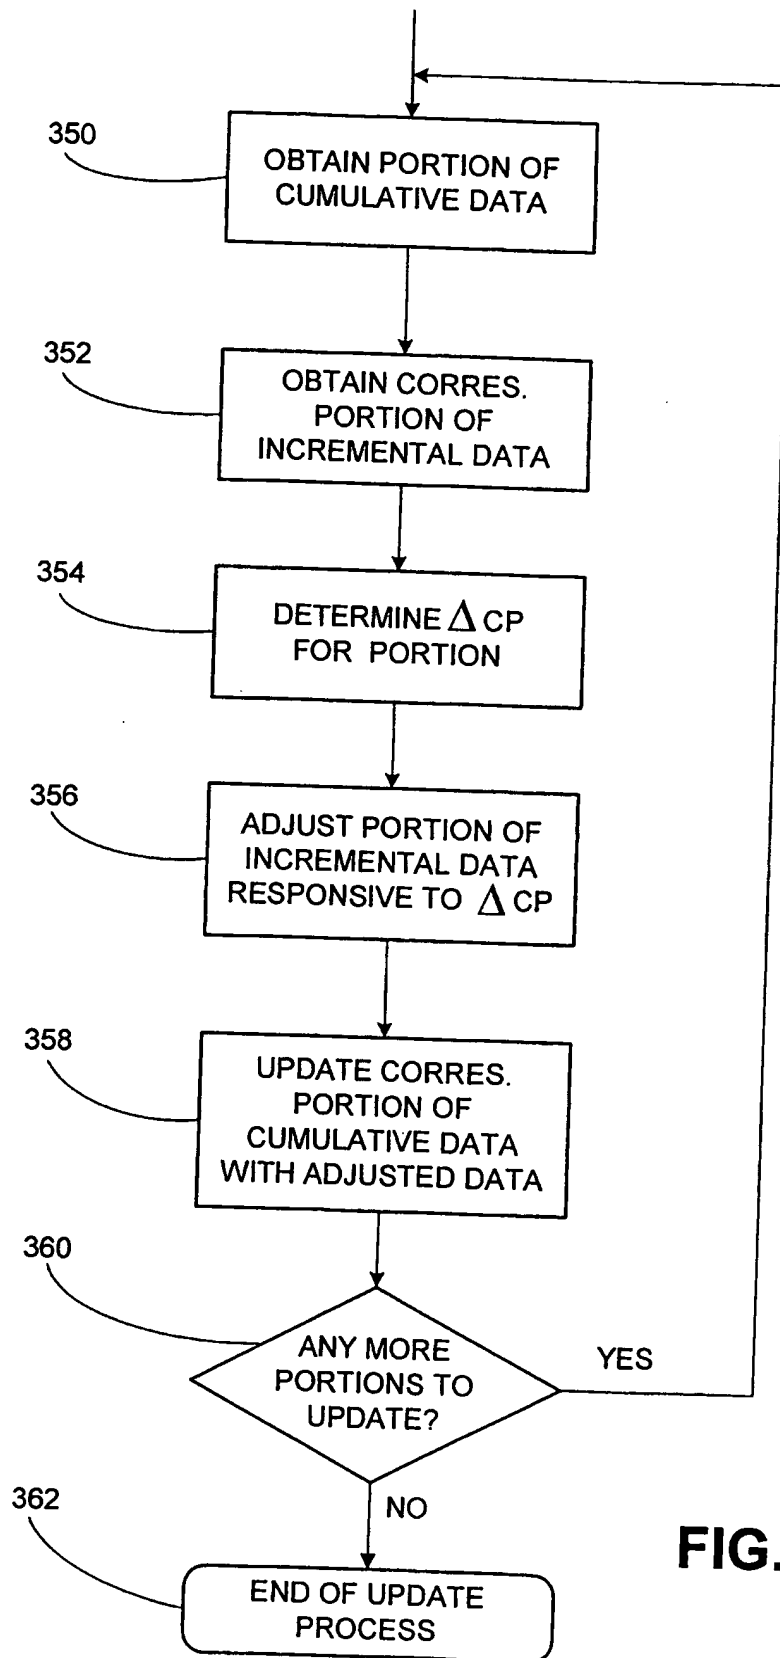 350
OBTAIN PORTION OF
CUMULATIVE DATA
352
OBTAIN CORRES.
PORTION OF
INCREMENTAL DATA
354
DETERMINE Δ CP
FOR PORTION
356
ADJUST PORTION OF
INCREMENTAL DATA
RESPONSIVE TO Δ CP
358
UPDATE CORRES.
PORTION OF
CUMULATIVE DATA
WITH ADJUSTED DATA
360
ANY MORE
PORTIONS TO
UPDATE?
YES
NO
362
END OF UPDATE
PROCESS
FIG.